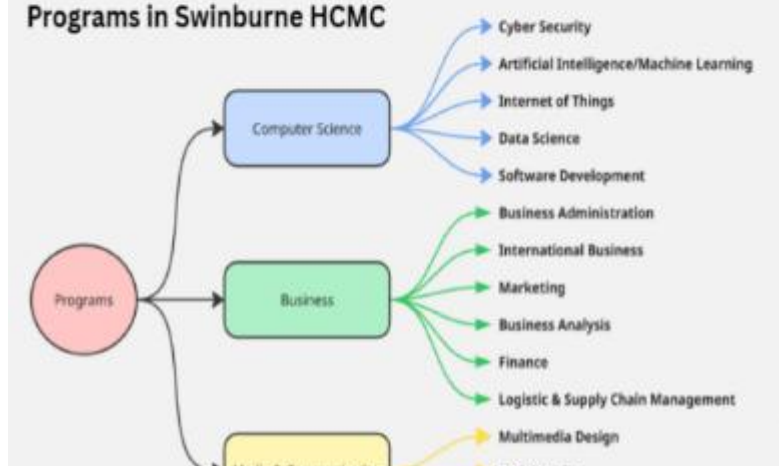 Programs in Swinburne HCMC
Programs
Computer Science
Cyber Security
Artificial Intelligence/Machine Learning
Internet of Things
Data Science
Software Development
Business
Business Administration
International Business
Marketing
Business Analysis
Finance
Logistic & Supply Chain Management
Multimedia Design